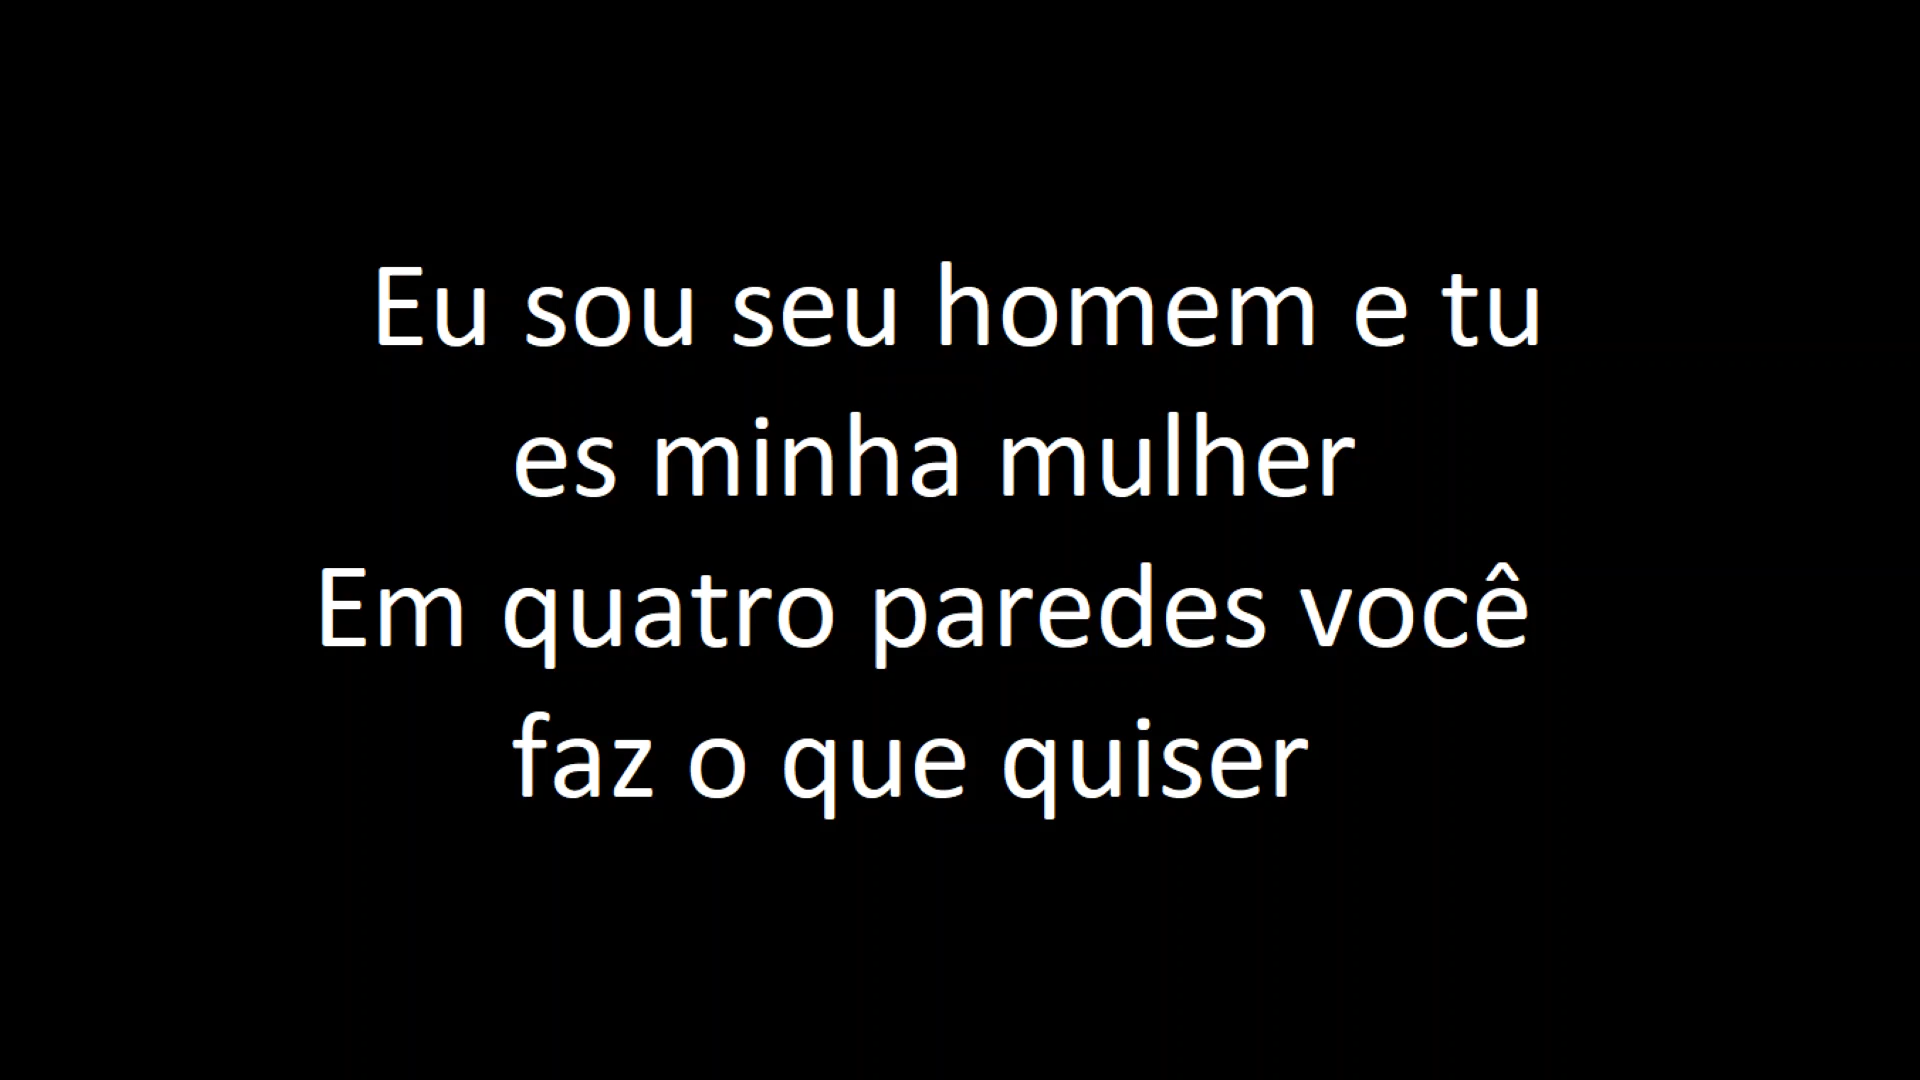 Eu sou seu homem e tu
es minha mulher
Em quatro paredes você
faz o que quiser